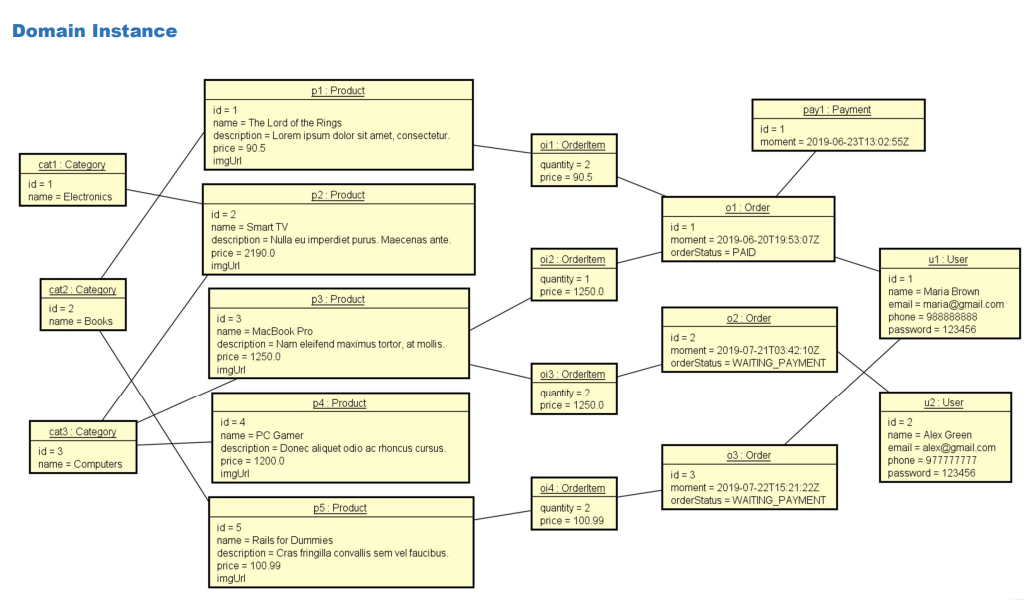 Domain Instance
p1 : Product
id = 1
name = The Lord of the Rings
description = Lorem ipsum dolor sit amet, consectetur.
price = 90.5
imgUrl
pay1 : Payment
id = 1
moment = 2019-06-23T13:02:55Z
oi1 : OrderItem
quantity = 2
price = 90.5
cat1 : Category
id = 1
name = Electronics
p2 : Product
id = 2
name = Smart TV
description = Nulla eu imperdiet purus. Maecenas ante.
price = 2190.0
imgUrl
o1 : Order
id = 1
moment = 2019-06-20T19:53:07Z
orderStatus = PAID
oi2 : OrderItem
quantity = 1
price = 1250.0
u1 : User
id = 1
name = Maria Brown
email = maria@gmail.com
phone = 988888888
password = 123456
cat2 : Category
id = 2
name = Books
p3 : Product
id = 3
name = MacBook Pro
description = Nam eleifend maximus tortor, at mollis.
price = 1250.0
imgUrl
o2 : Order
id = 2
moment = 2019-07-21T03:42:10Z
orderStatus = WAITING_PAYMENT
oi3 : OrderItem
quantity = 2
price = 1250.0
p4 : Product
id = 4
name = PC Gamer
description = Donec aliquet odio ac rhoncus cursus.
price = 1200.0
imgUrl
u2 : User
id = 2
name = Alex Green
email = alex@gmail.com
phone = 977777777
password = 123456
cat3 : Category
id = 3
name = Computers
o3 : Order
id = 3
moment = 2019-07-22T15:21:22Z
orderStatus = WAITING_PAYMENT
oi4 : OrderItem
quantity = 2
price = 100.99
p5 : Product
id = 5
name = Rails for Dummies
description = Cras fringilla convallis sem vel faucibus.
price = 100.99
imgUrl